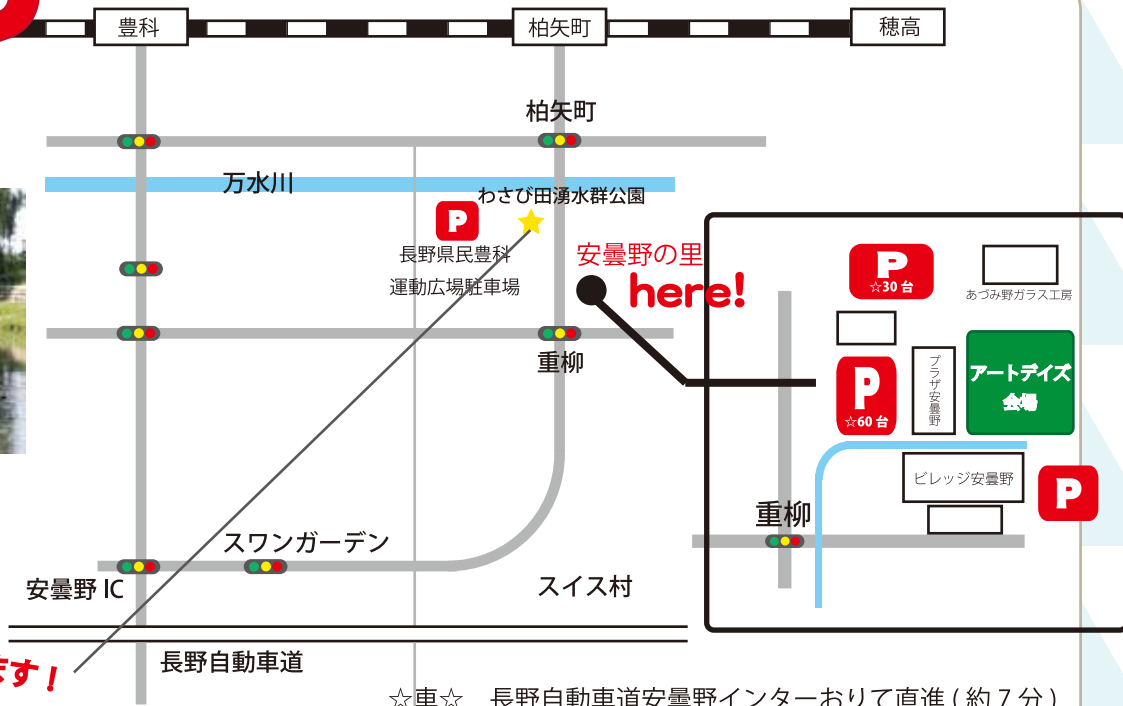 豊科
柏矢町
穂高
柏矢町
万水川
わさび田湧水群公園
P
長野県民豊科
運動広場駐車場
安曇野の里
here!
重柳
スワンガーデン
安曇野 IC
スイス村
長野自動車道
ます！
P
☆30 台
あづみ野ガラス工房
P
☆60 台
プラザ安曇野
アートデイズ
会場
ビレッジ安曇野
P
重柳
☆車☆　長野自動車道安曇野インターおりて直進 ( 約 7 分 )